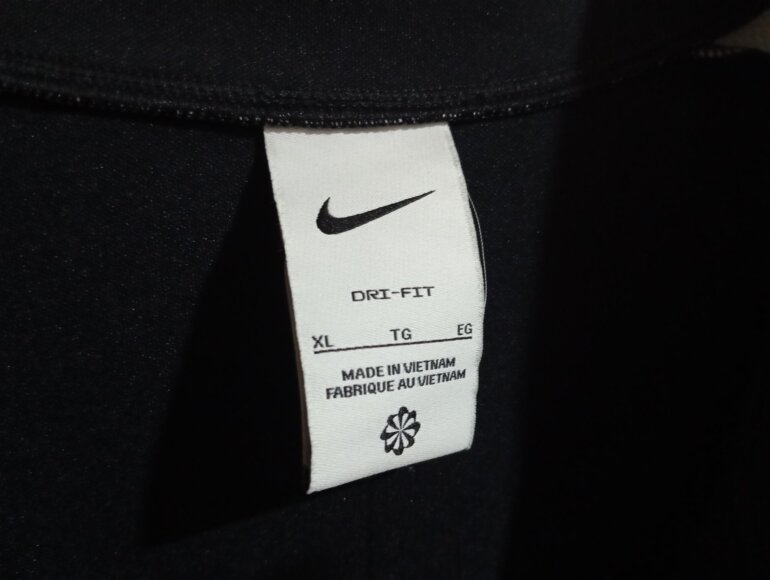 DRI-FIT
XL TG EG
MADE IN VIETNAM
FABRIQUE AU VIETNAM